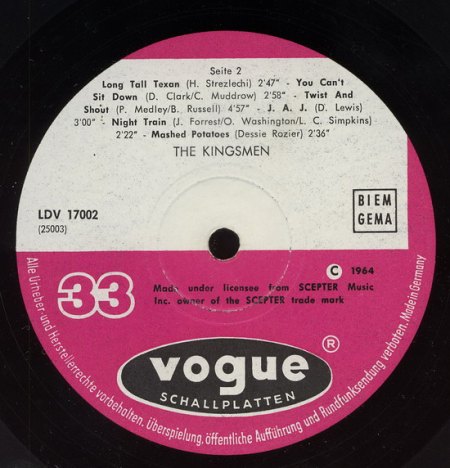 Seite 2
Long Tall Texan (H. Strezlechi) 2'47" - You Can't
Sit Down (D. Clark/C. Muddrow) 2'58" - Twist And
Shout (P. Medley/B. Russell) 4'57" - J. A. J. (D. Lewis)
3'00" - Night Train (J. Forrest/O. Washington/L. C. Simpkins)
2'22" - Mashed Potatoes (Dessie Rozier) 2'36"
THE KINGSMEN
LDV 17002
(25003)
BIEM
GEMA
33
C 1964
Made under licensee from SCEPTER Music
Inc. owner of the SCEPTER trade mark
vogue ®
SCHALLPLATTEN
Alle Urheber und Herstellerrechte vorbehalten. Überspielung, öffentliche Aufführung und Rundfunksendung verboten. Made in Germany